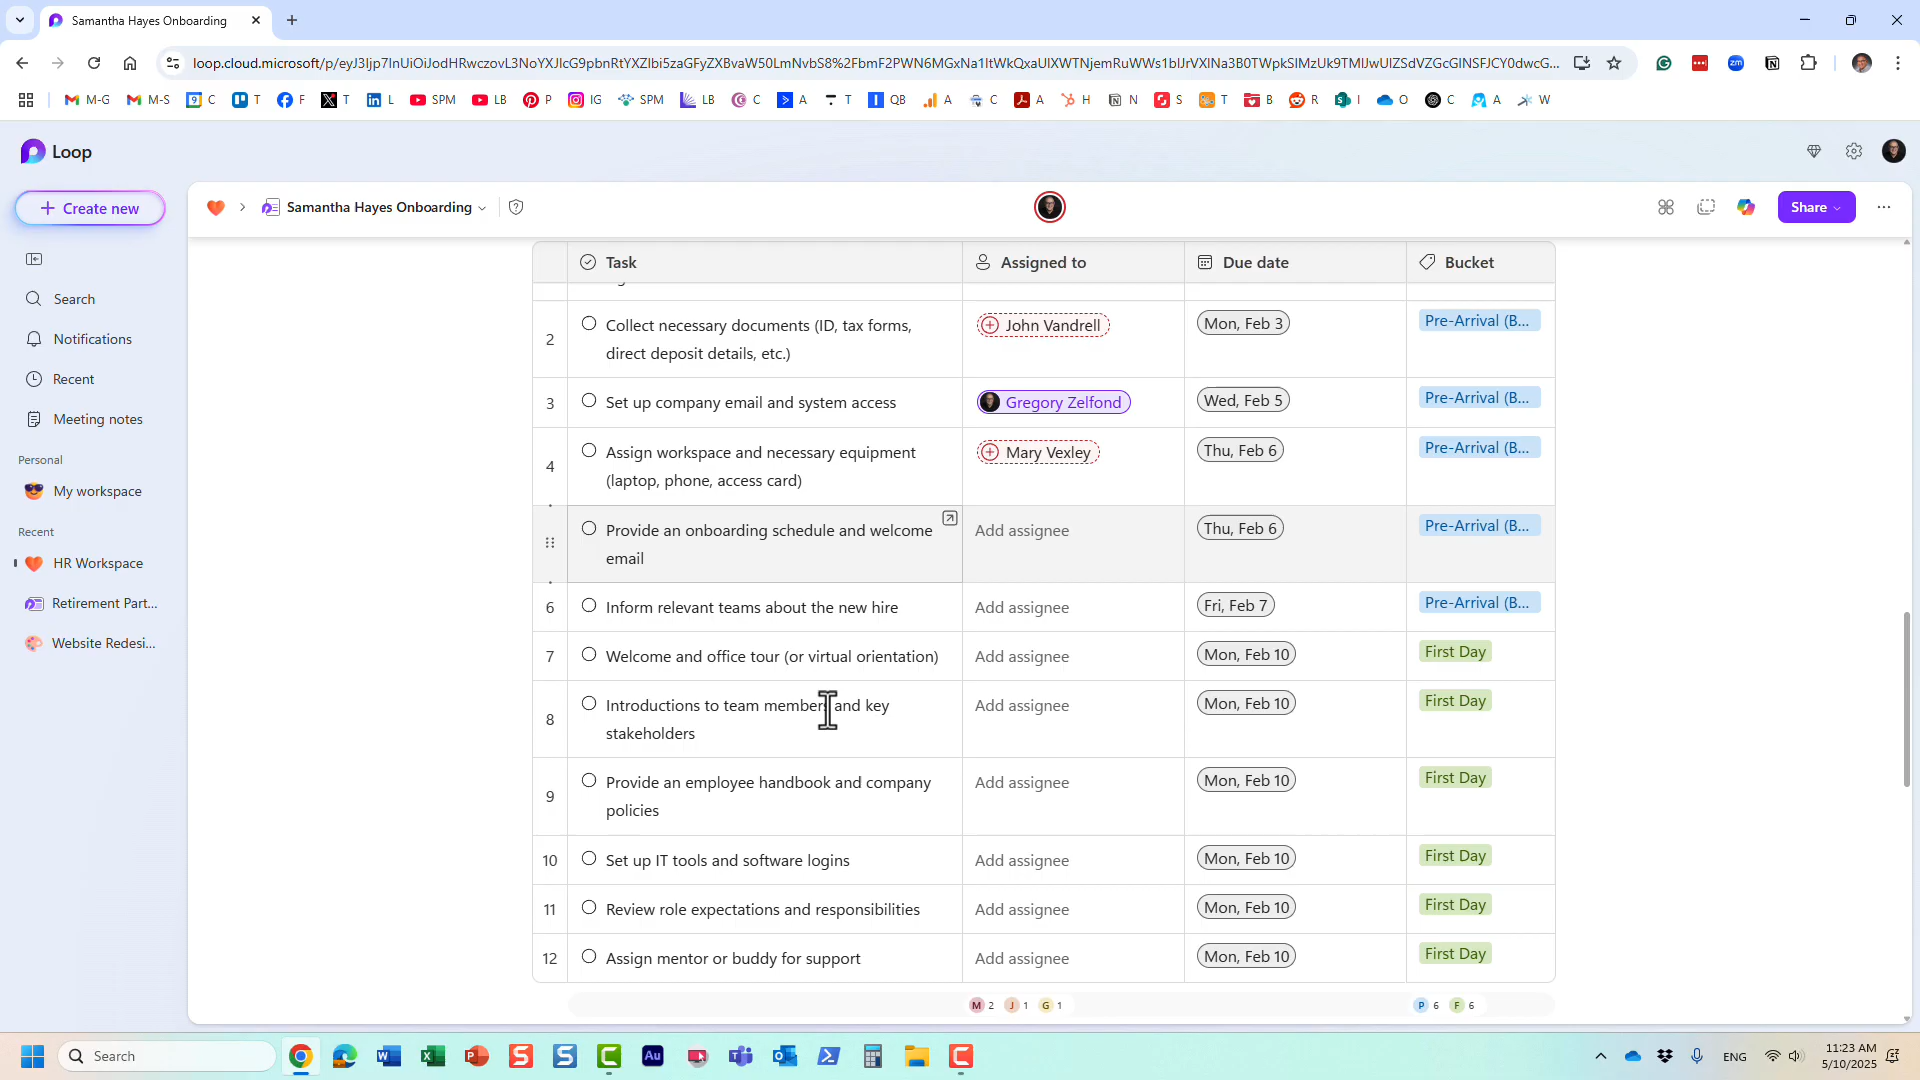 Samantha Hayes Onboarding
M-G
M-S
C
T
F
T
L
SPM
LB
P
IG
SPM
LB
C
A
T
QB
A
C
A
H
N
S
T
B
R
I
O
C
A
W
Loop
Create new
Samantha Hayes Onboarding
Share
Search
Notifications
Recent
Meeting notes
Personal
My workspace
Recent
HR Workspace
Retirement Part...
Website Redesi...
Task Assigned to Due date Bucket
2 Collect necessary documents (ID, tax forms, John Vandrell Mon, Feb 3 Pre-Arrival (B...
direct deposit details, etc.)
3 Set up company email and system access Gregory Zelfond Wed, Feb 5 Pre-Arrival (B...
4 Assign workspace and necessary equipment Mary Vexley Thu, Feb 6 Pre-Arrival (B...
(laptop, phone, access card)
Provide an onboarding schedule and welcome Add assignee Thu, Feb 6 Pre-Arrival (B...
email
6 Inform relevant teams about the new hire Add assignee Fri, Feb 7 Pre-Arrival (B...
7 Welcome and office tour (or virtual orientation) Add assignee Mon, Feb 10 First Day
8 Introductions to team members and key Add assignee Mon, Feb 10 First Day
stakeholders
9 Provide an employee handbook and company Add assignee Mon, Feb 10 First Day
policies
10 Set up IT tools and software logins Add assignee Mon, Feb 10 First Day
11 Review role expectations and responsibilities Add assignee Mon, Feb 10 First Day
12 Assign mentor or buddy for support Add assignee Mon, Feb 10 First Day
M 2 J 1 G 1 P 6 F 6
Search
ENG
11:23 AM
5/10/2025